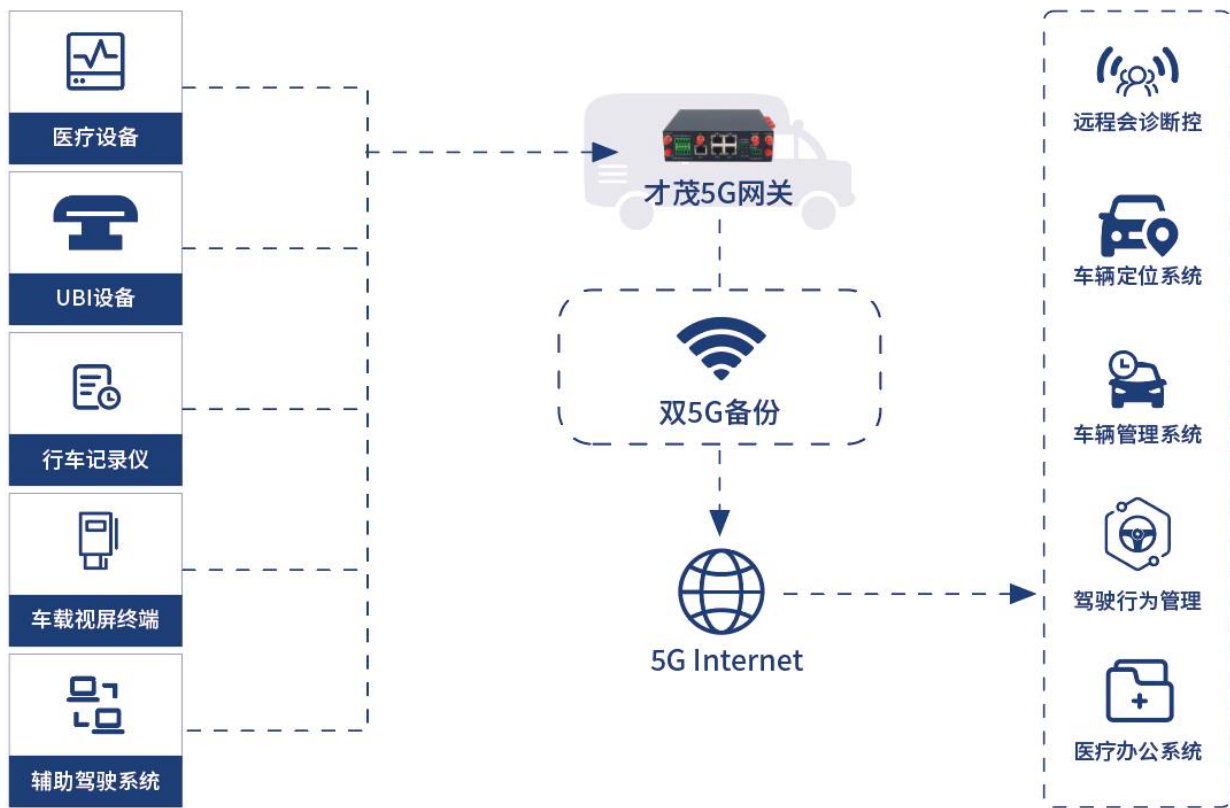 医疗设备
UBI设备
行车记录仪
车载视屏终端
辅助驾驶系统
才茂5G网关
双5G备份
5G Internet
远程会诊断控
车辆定位系统
车辆管理系统
驾驶行为管理
医疗办公系统